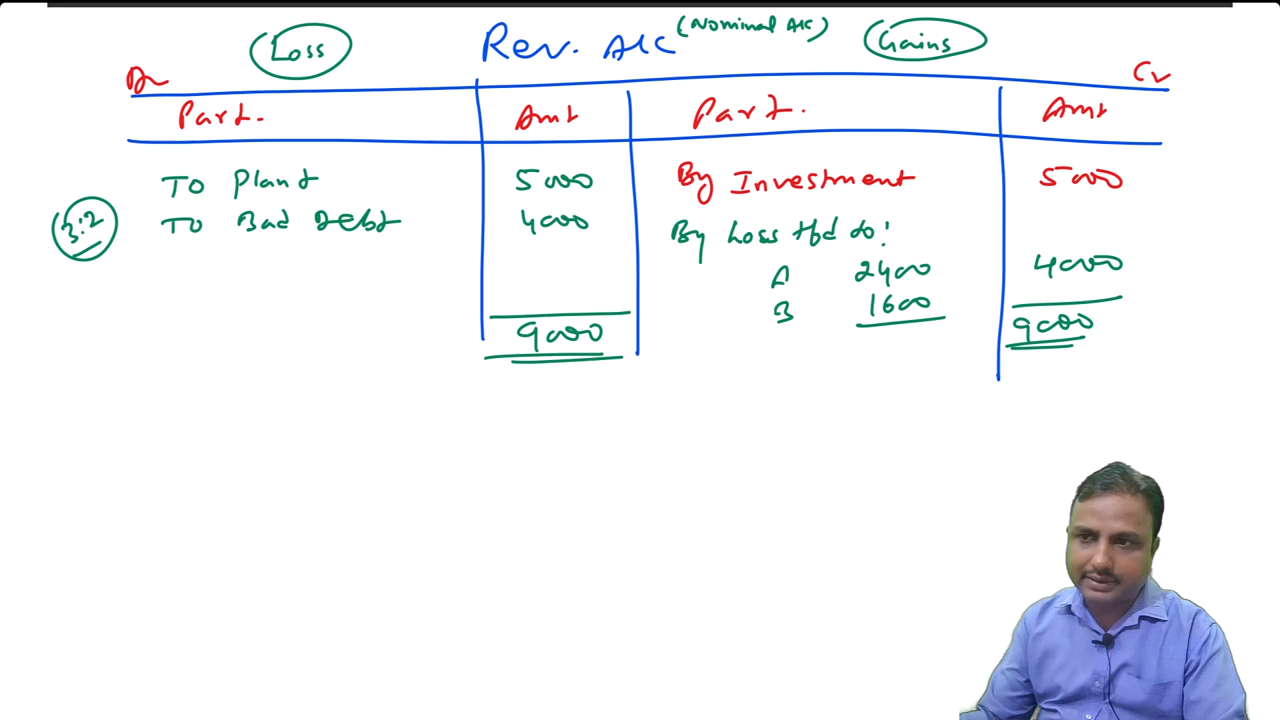 Loss Rev. A/C (Nominal A/C) Gains
Dr Cr
Part. Amt Part. Amt
To Plant 5000 By Investment 5000
3:2 To Bad Debt 4000 By Loss tfd to:
A 2400 4000
B 1600
9000 9000